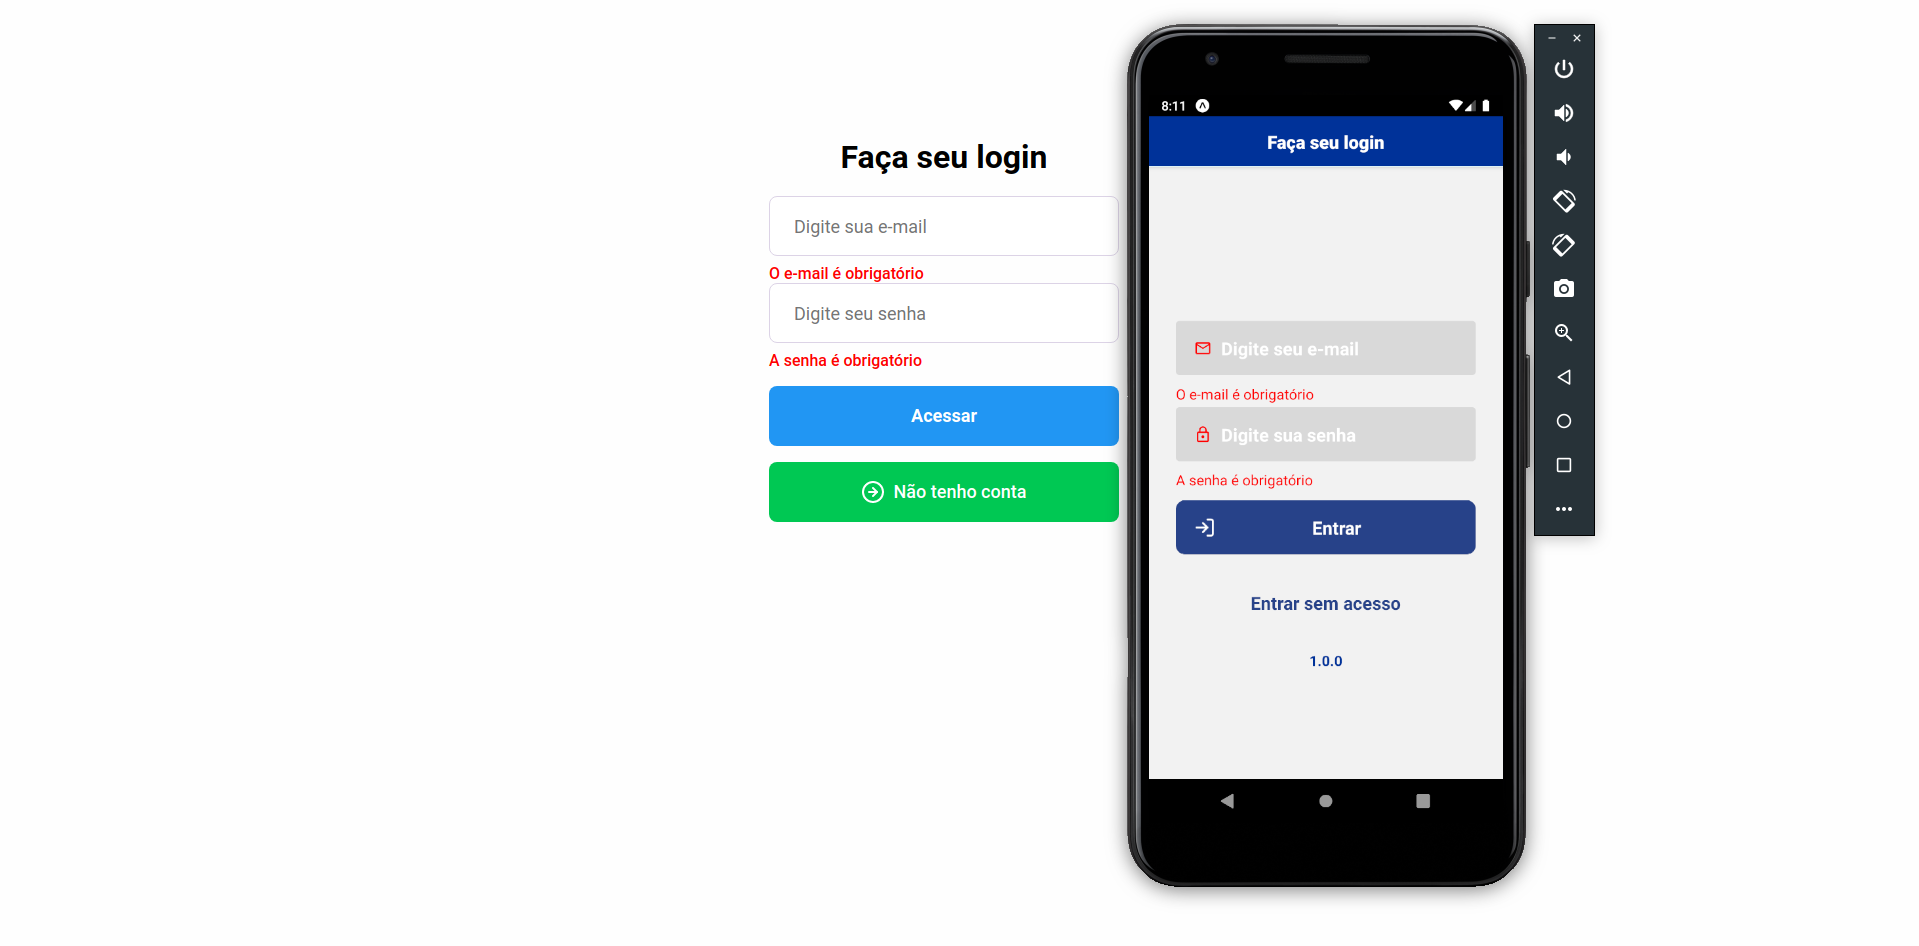 Faça seu login
Digite sua e-mail
O e-mail é obrigatório
Digite seu senha
A senha é obrigatório
Acessar
Não tenho conta
8:11
Faça seu login
Digite seu e-mail
O e-mail é obrigatório
Digite sua senha
A senha é obrigatório
Entrar
Entrar sem acesso
1.0.0